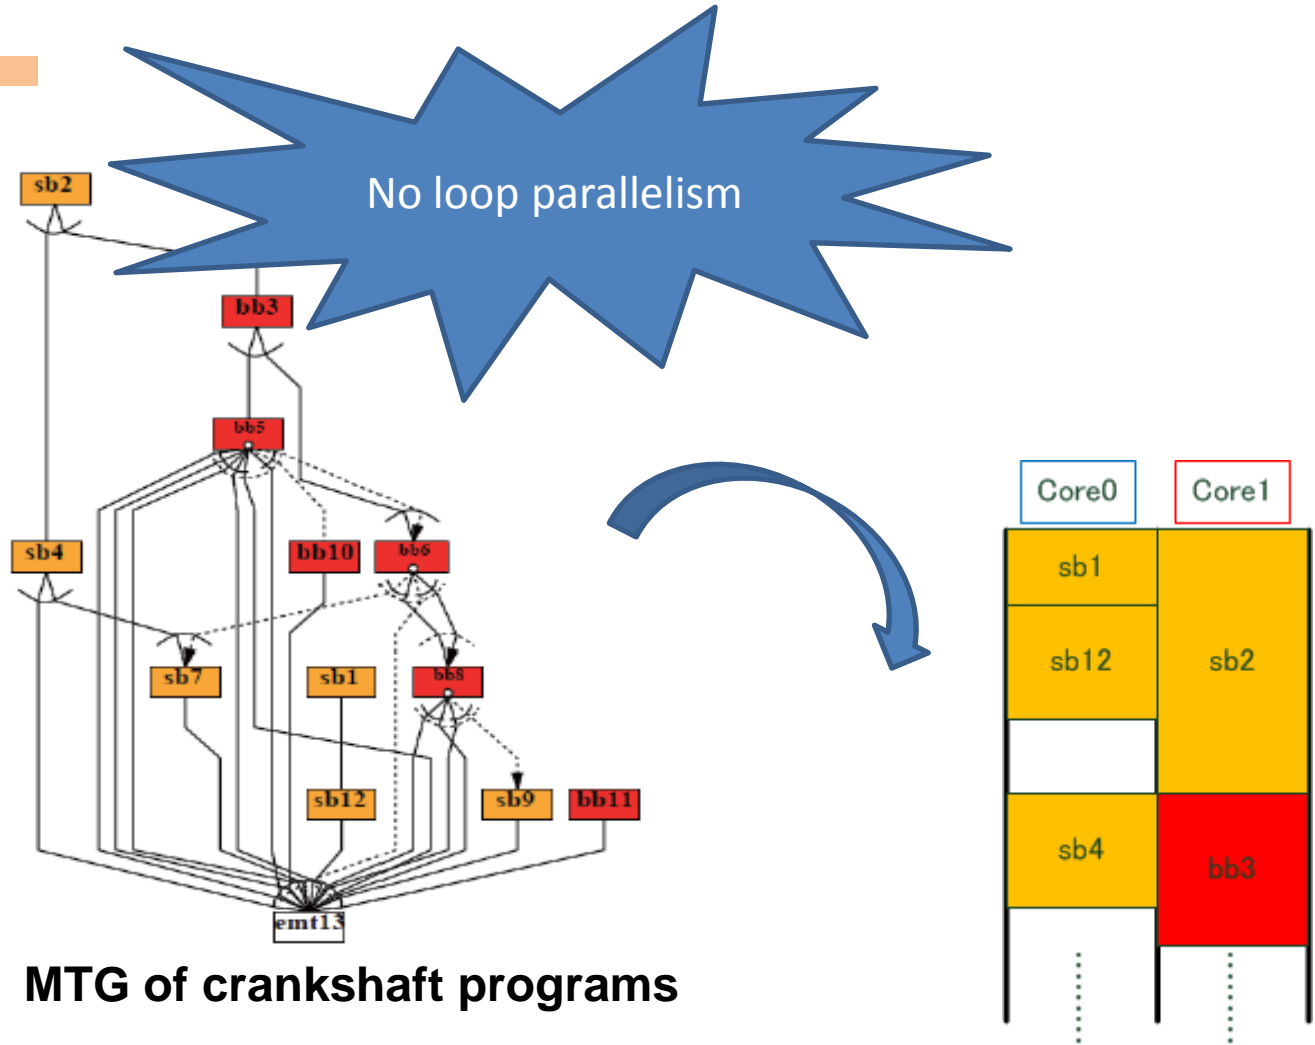 No loop parallelism
sb2
bb3
bb5
sb4
bb10
bb6
sb7
sb1
bb8
sb12
sb9
bb11
emt13
MTG of crankshaft programs
Core0
Core1
sb1
sb12
sb2
sb4
bb3